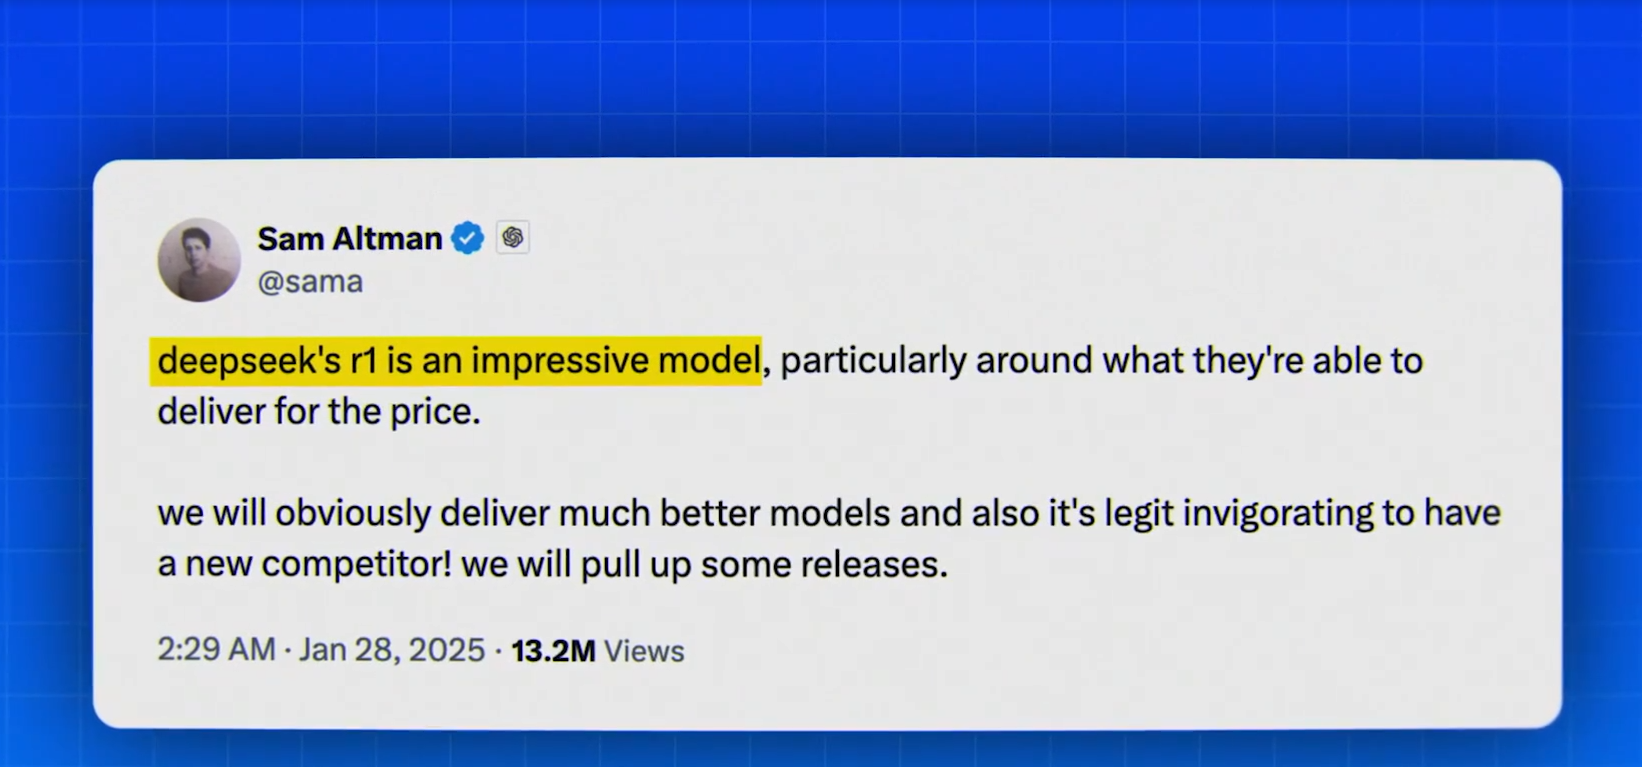 Sam Altman
@sama
deepseek's r1 is an impressive model, particularly around what they're able to
deliver for the price.
we will obviously deliver much better models and also it's legit invigorating to have
a new competitor! we will pull up some releases.
2:29 AM · Jan 28, 2025 · 13.2M Views